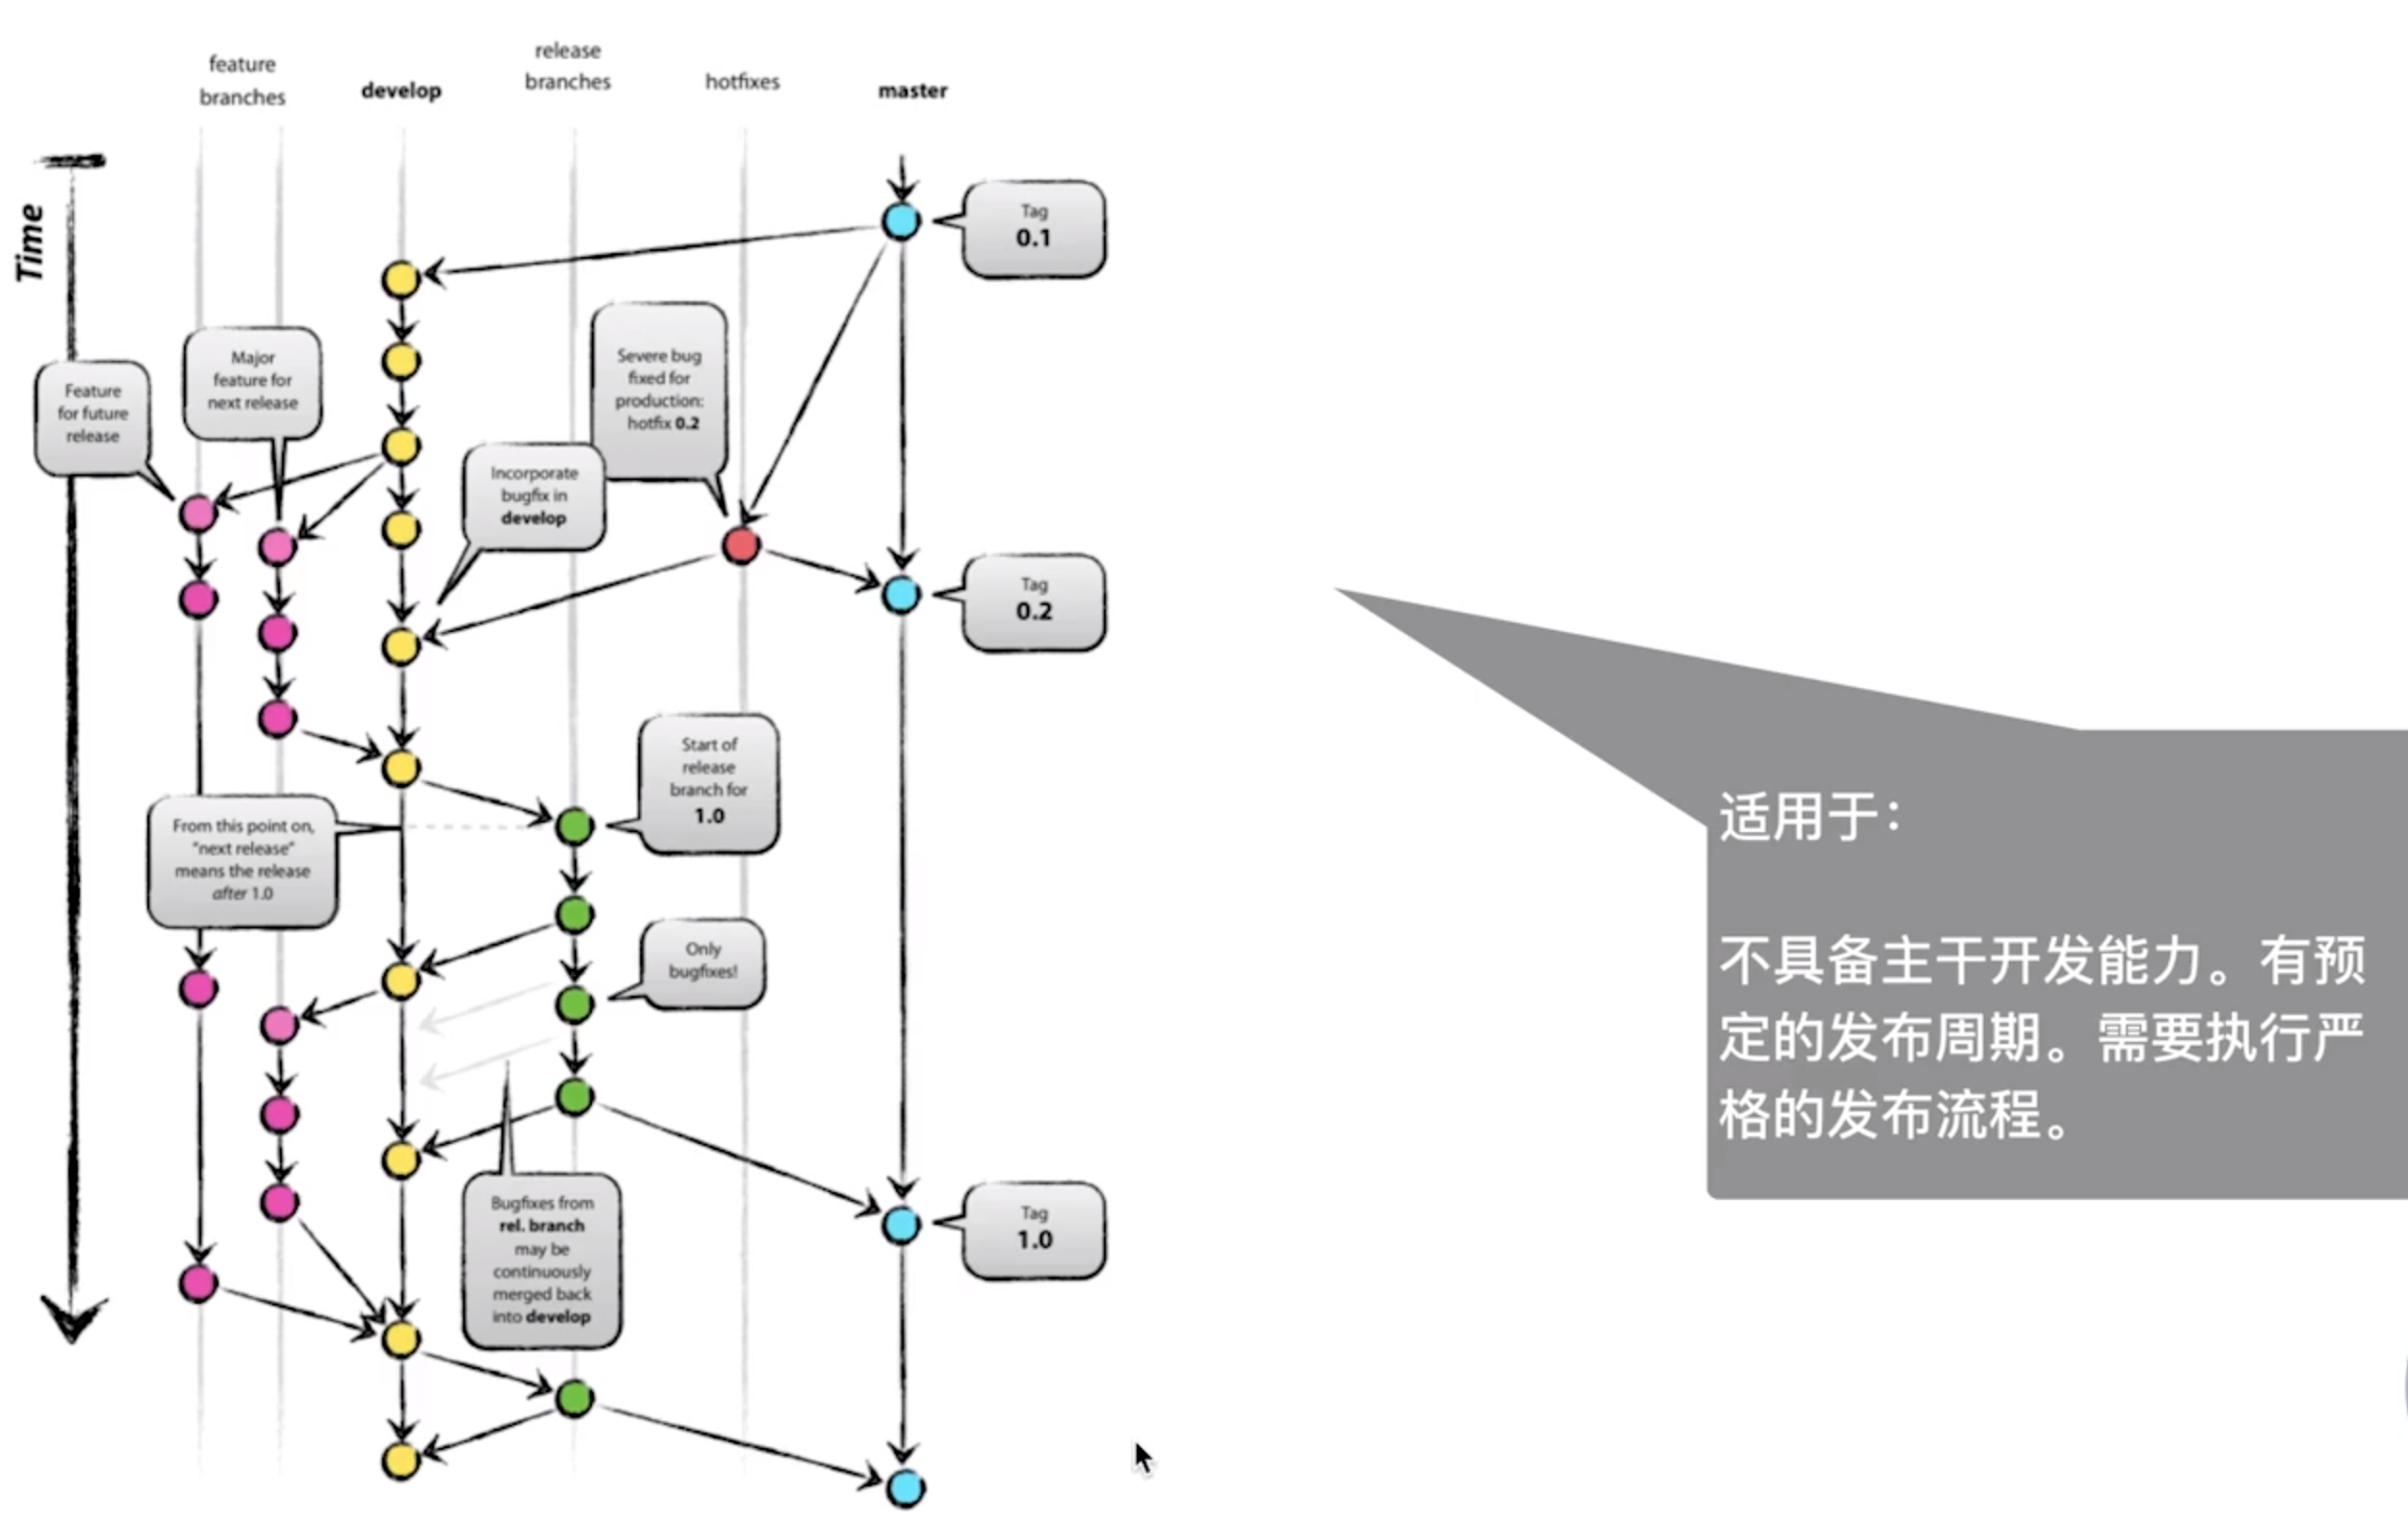 feature
branches
develop
release
branches
hotfixes
master
Time
Tag
0.1
Feature
for future
release
Major
feature for
next release
Severe bug
fixed for
production:
hotfix 0.2
Incorporate
bugfix in
develop
Tag
0.2
Start of
release
branch for
1.0
From this point on,
“next release”
means the release
after 1.0
Only
bugfixes!
Bugfixes from
rel. branch
may be
continuously
merged back
into develop
Tag
1.0
适用于：
不具备主干开发能力。有预
定的发布周期。需要执行严
格的发布流程。